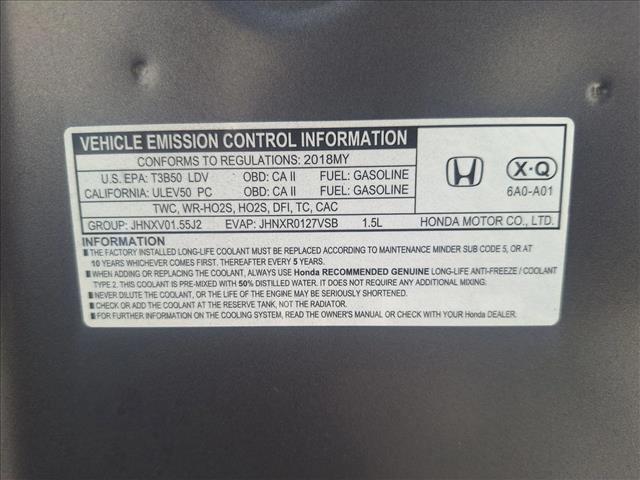 VEHICLE EMISSION CONTROL INFORMATION
CONFORMS TO REGULATIONS: 2018MY
U.S. EPA: T3B50 LDV OBD: CA II FUEL: GASOLINE
CALIFORNIA: ULEV50 PC OBD: CA II FUEL: GASOLINE
TWC, WR-HO2S, HO2S, DFI, TC, CAC
GROUP: JHNXV01.55J2 EVAP: JHNXR0127VSB 1.5L
X-Q
6A0-A01
HONDA MOTOR CO., LTD.
INFORMATION
THE FACTORY INSTALLED LONG-LIFE COOLANT MUST BE REPLACED ACCORDING TO MAINTENANCE MINDER SUB CODE 5, OR AT
10 YEARS WHICHEVER COMES FIRST. THEREAFTER EVERY 5 YEARS.
WHEN ADDING OR REPLACING THE COOLANT, ALWAYS USE Honda RECOMMENDED GENUINE LONG-LIFE ANTI-FREEZE / COOLANT
TYPE 2. THIS COOLANT IS PRE-MIXED WITH 50% DISTILLED WATER. IT DOES NOT REQUIRE ANY ADDITIONAL MIXING.
NEVER DILUTE THE COOLANT, OR THE LIFE OF THE ENGINE MAY BE SERIOUSLY SHORTENED.
CHECK OR ADD THE COOLANT AT THE RESERVE TANK, NOT THE RADIATOR.
FOR FURTHER INFORMATION ON THE COOLING SYSTEM, READ THE OWNER'S MANUAL OR CHECK WITH YOUR Honda DEALER.